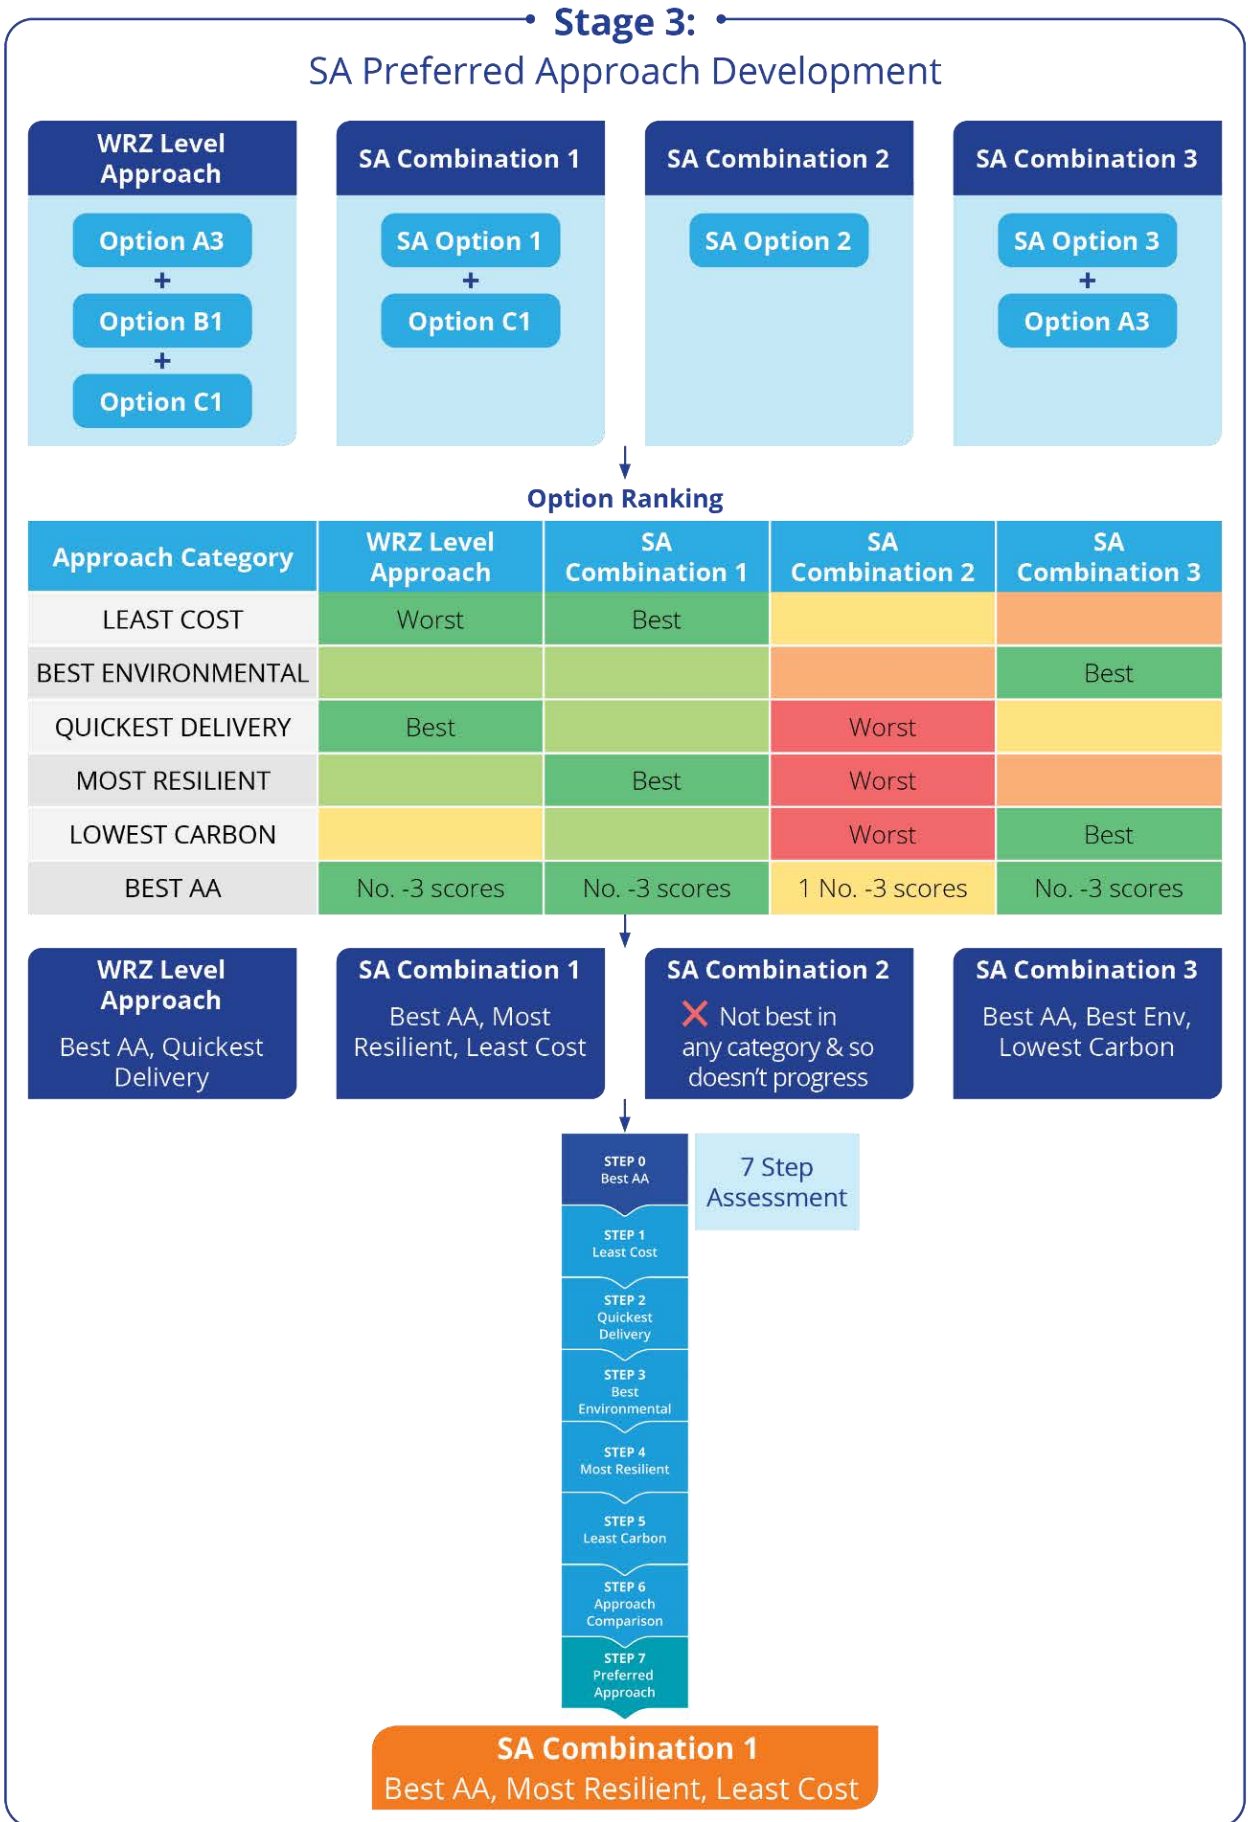 Stage 3:
SA Preferred Approach Development
WRZ Level
Approach
Option A3
+
Option B1
+
Option C1
SA Combination 1
SA Option 1
+
Option C1
SA Combination 2
SA Option 2
SA Combination 3
SA Option 3
+
Option A3
Option Ranking
Approach Category
WRZ Level
Approach
SA
Combination 1
SA
Combination 2
SA
Combination 3
LEAST COST
Worst
Best
BEST ENVIRONMENTAL
Best
QUICKEST DELIVERY
Best
Worst
MOST RESILIENT
Best
Worst
LOWEST CARBON
Worst
Best
BEST AA
No. -3 scores
No. -3 scores
1 No. -3 scores
No. -3 scores
WRZ Level
Approach
Best AA, Quickest
Delivery
SA Combination 1
Best AA, Most
Resilient, Least Cost
SA Combination 2
Not best in
any category & so
doesn't progress
SA Combination 3
Best AA, Best Env,
Lowest Carbon
STEP 0
Best AA
7 Step
Assessment
STEP 1
Least Cost
STEP 2
Quickest
Delivery
STEP 3
Best
Environmental
STEP 4
Most Resilient
STEP 5
Least Carbon
STEP 6
Approach
Comparison
STEP 7
Preferred
Approach
SA Combination 1
Best AA, Most Resilient, Least Cost